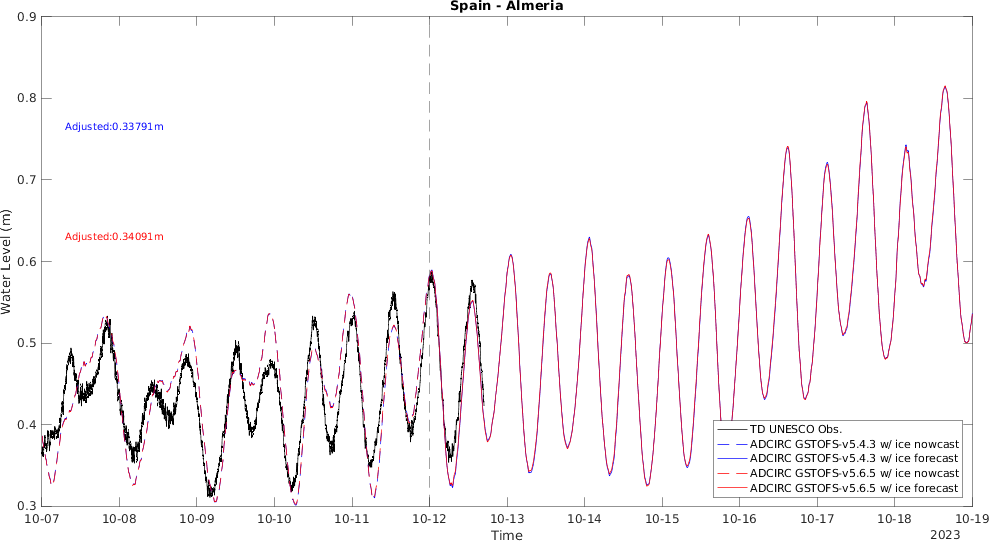 Spain - Almeria
0.9
0.8
0.7
0.6
0.5
0.4
0.3
Water Level (m)
Adjusted:0.33791m
Adjusted:0.34091m
TD UNESCO Obs.
ADCIRC GSTOFS-v5.4.3 w/ ice nowcast
ADCIRC GSTOFS-v5.4.3 w/ ice forecast
ADCIRC GSTOFS-v5.6.5 w/ ice nowcast
ADCIRC GSTOFS-v5.6.5 w/ ice forecast
10-07 10-08 10-09 10-10 10-11 10-12 10-13 10-14 10-15 10-16 10-17 10-18 10-19
Time
2023